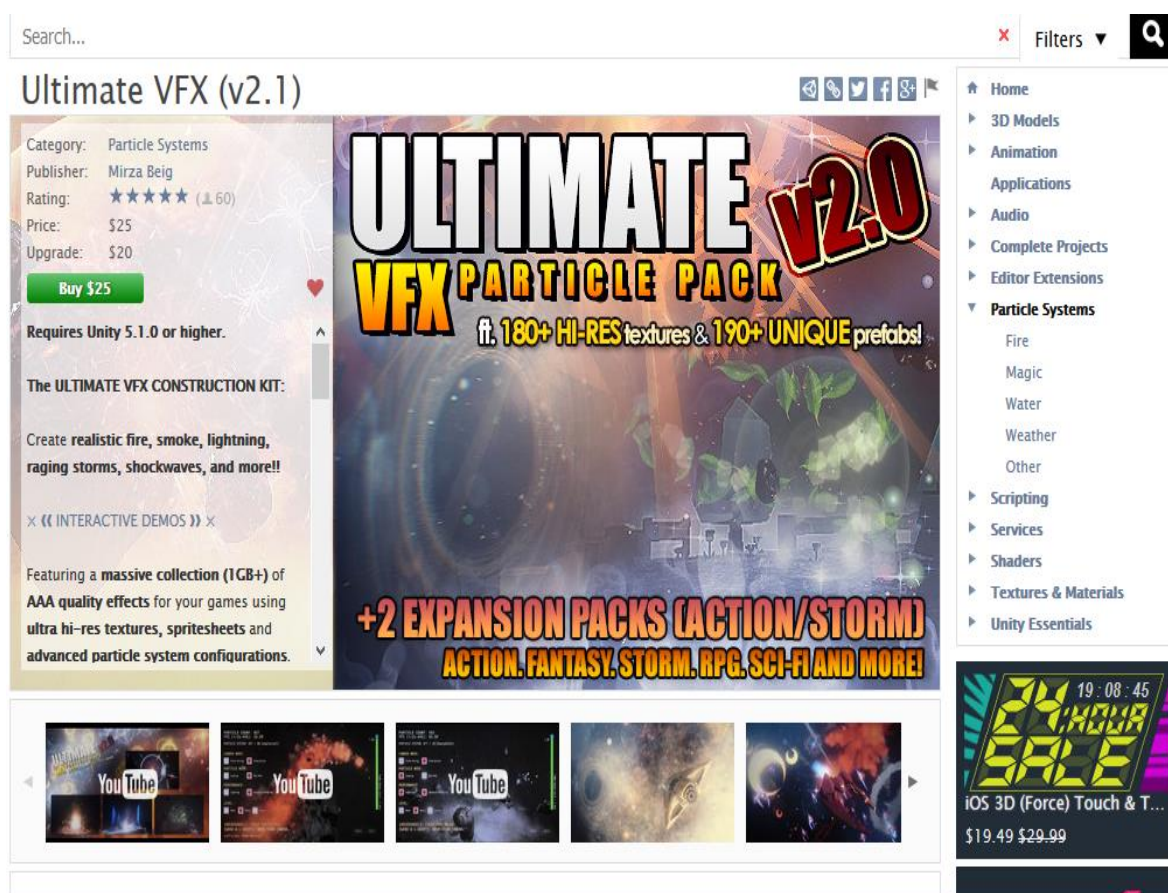 Search...
x
Filters ▼
Ultimate VFX (v2.1)
Category: Particle Systems
Publisher: Mirza Beig
Rating: ★★★★★ (60)
Price: $25
Upgrade: $20
Buy $25
Requires Unity 5.1.0 or higher.
The ULTIMATE VFX CONSTRUCTION KIT:
Create realistic fire, smoke, lightning,
raging storms, shockwaves, and more!!
× (( INTERACTIVE DEMOS )) ×
Featuring a massive collection (1GB+) of
AAA quality effects for your games using
ultra hi-res textures, spritesheets and
advanced particle system configurations.
ULTIMATE
v2.0
VFX PARTICLE PACK
ft. 180+ HI-RES textures & 190+ UNIQUE prefabs!
+2 EXPANSION PACKS (ACTION/STORM)
ACTION. FANTASY. STORM. RPG. SCI-FI AND MORE!
YouTube
YouTube
YouTube
Home
3D Models
Animation
Applications
Audio
Complete Projects
Editor Extensions
Particle Systems
Fire
Magic
Water
Weather
Other
Scripting
Services
Shaders
Textures & Materials
Unity Essentials
19:08:45
24 HOUR
SALE
iOS 3D (Force) Touch & T...
$19.49 $29.99